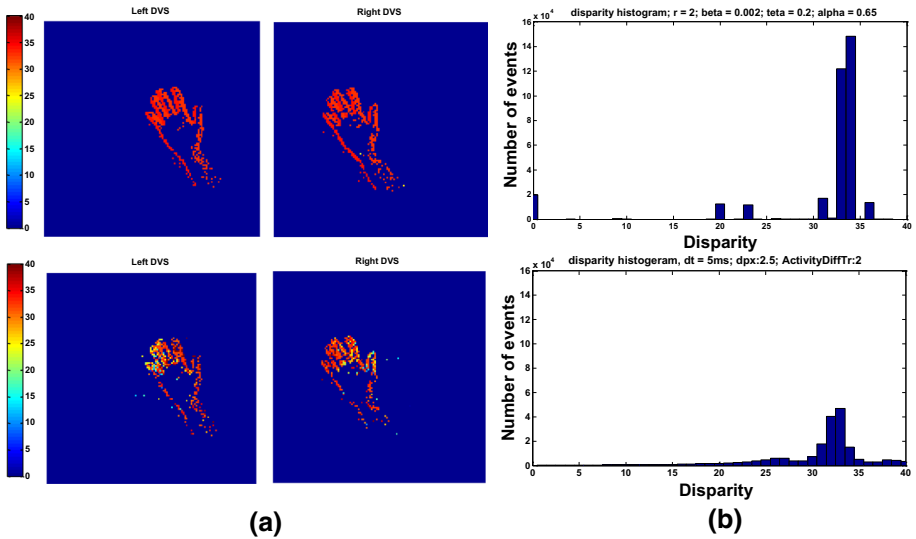 Left DVS
Right DVS
40
35
30
25
20
15
10
5
0
disparity histogram; r = 2; beta = 0.002; teta = 0.2; alpha = 0.65
x 10^4
16
14
12
10
8
6
4
2
0
Number of events
0 5 10 15 20 25 30 35 40
Disparity
Left DVS
Right DVS
40
35
30
25
20
15
10
5
0
disparity histogeram, dt = 5ms; dpx:2.5; ActivityDiffTr:2
x 10^4
16
14
12
10
8
6
4
2
0
Number of events
0 5 10 15 20 25 30 35 40
Disparity
(a)
(b)